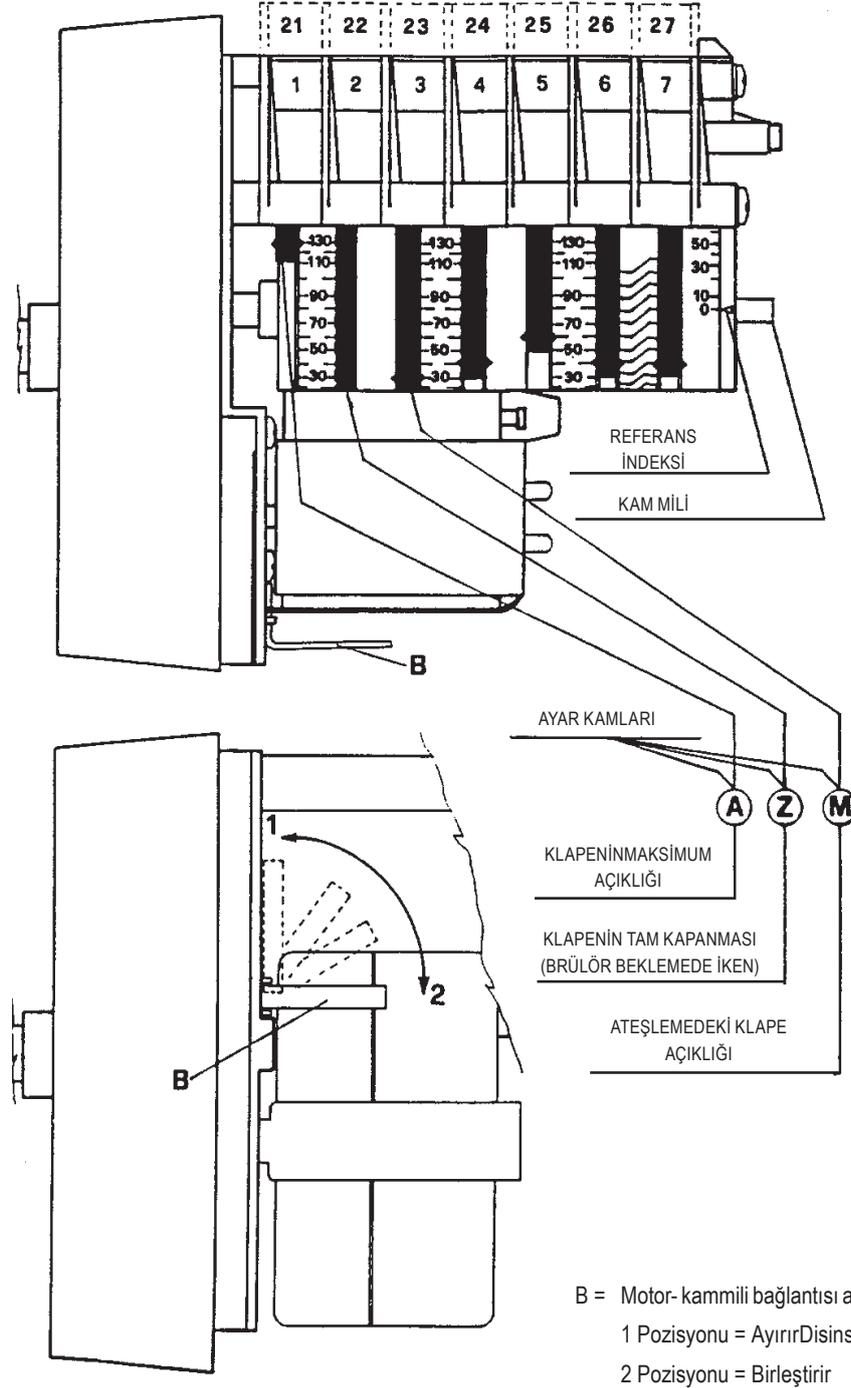 21 22 23 24 25 26 27
1 2 3 4 5 6 7
130 130 130 50
110 110 110 30
90 90 90 10
70 70 70 0
50 50 50
30 30 30
REFERANS
İNDEKSİ
KAM MİLİ
B
AYAR KAMLARI
A Z M
KLAPENİNMAKSİMUM
AÇIKLIĞI
KLAPENİN TAM KAPANMASI
(BRÜLÖR BEKLEMEDE İKEN)
ATEŞLEMEDEKİ KLAPE
AÇIKLIĞI
1
2
B
B = Motor- kammili bağlantısı
1 Pozisyonu = AyırırDisins
2 Pozisyonu = Birleştirir